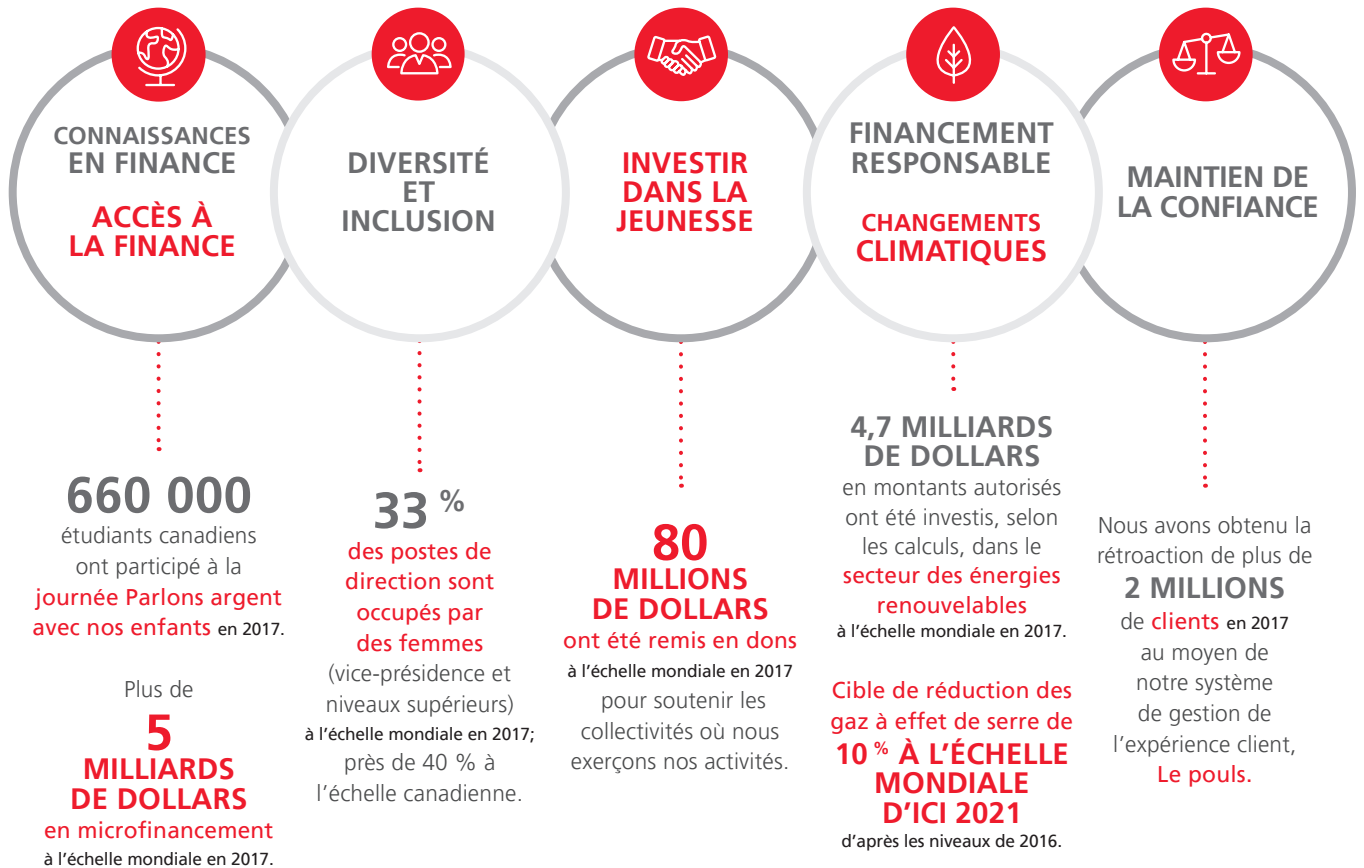 CONNAISSANCES
EN FINANCE
ACCÈS À
LA FINANCE
660 000
étudiants canadiens
ont participé à la
journée Parlons argent
avec nos enfants en 2017.
Plus de
5
MILLIARDS
DE DOLLARS
en microfinancement
à l’échelle mondiale en 2017.
DIVERSITÉ
ET
INCLUSION
33 %
des postes de
direction sont
occupés par
des femmes
(vice-présidence et
niveaux supérieurs)
à l’échelle mondiale en 2017;
près de 40 % à
l’échelle canadienne.
INVESTIR
DANS LA
JEUNESSE
80
MILLIONS
DE DOLLARS
ont été remis en dons
à l’échelle mondiale en 2017
pour soutenir les
collectivités où nous
exerçons nos activités.
FINANCEMENT
RESPONSABLE
CHANGEMENTS
CLIMATIQUES
4,7 MILLIARDS
DE DOLLARS
en montants autorisés
ont été investis, selon
les calculs, dans le
secteur des énergies
renouvelables
à l’échelle mondiale en 2017.
Cible de réduction des
gaz à effet de serre de
10 % À L’ÉCHELLE
MONDIALE
D'ICI 2021
d’après les niveaux de 2016.
MAINTIEN DE
LA CONFIANCE
Nous avons obtenu la
rétroaction de plus de
2 MILLIONS
de clients en 2017
au moyen de
notre système
de gestion de
l’expérience client,
Le pouls.